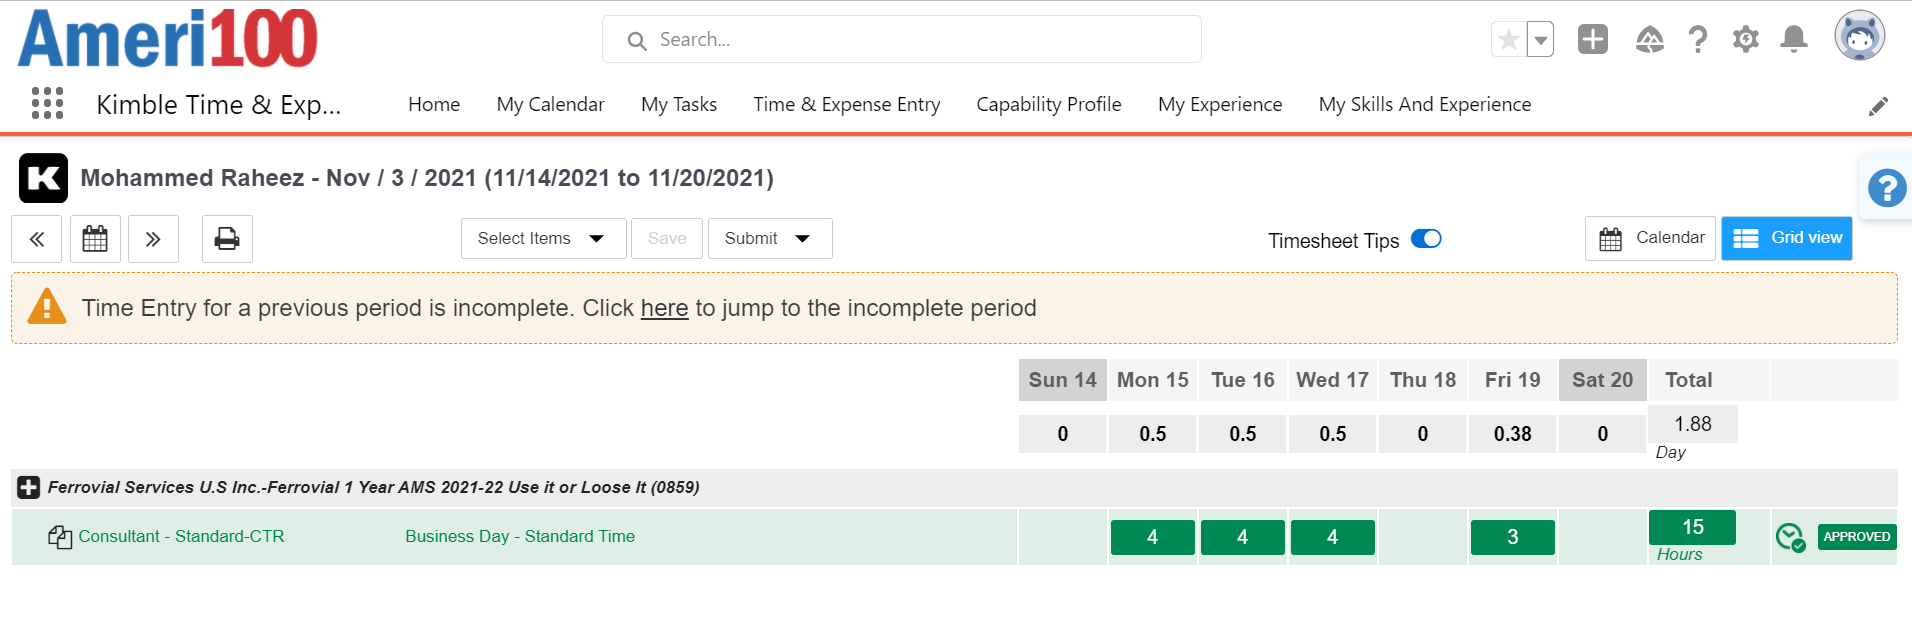 Ameri100
Search...
Kimble Time & Exp...
Home My Calendar My Tasks Time & Expense Entry Capability Profile My Experience My Skills And Experience
K Mohammed Raheez - Nov / 3 / 2021 (11/14/2021 to 11/20/2021)
Select Items Save Submit Timesheet Tips Calendar Grid view
Time Entry for a previous period is incomplete. Click here to jump to the incomplete period
Sun 14 Mon 15 Tue 16 Wed 17 Thu 18 Fri 19 Sat 20 Total
0 0.5 0.5 0.5 0 0.38 0 1.88
Day
Ferrovial Services U.S Inc.-Ferrovial 1 Year AMS 2021-22 Use it or Loose It (0859)
Consultant - Standard-CTR Business Day - Standard Time 4 4 4 3 15 APPROVED
Hours